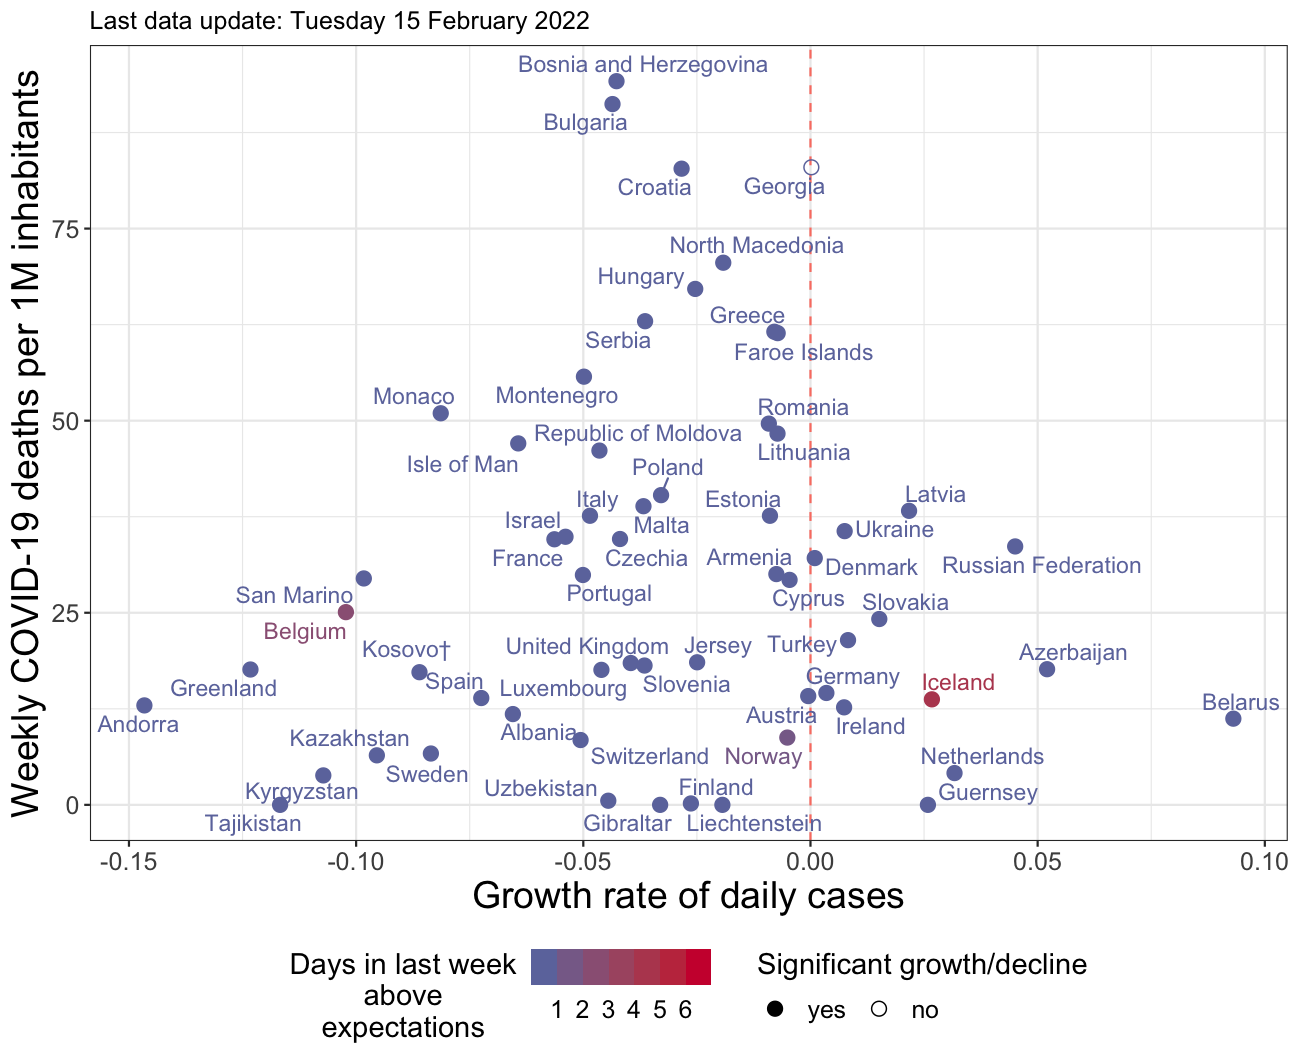 Last data update: Tuesday 15 February 2022
Weekly COVID-19 deaths per 1M inhabitants
Bosnia and Herzegovina
Bulgaria
Croatia
Georgia
75
North Macedonia
Hungary
Greece
Serbia
Faroe Islands
Monaco
Montenegro
Romania
50
Republic of Moldova
Lithuania
Isle of Man
Poland
Italy
Estonia
Latvia
Israel
Malta
Ukraine
France
Czechia
Armenia
Denmark
Russian Federation
San Marino
Portugal
Cyprus
Slovakia
25
Belgium
Kosovo†
United Kingdom
Jersey
Turkey
Azerbaijan
Greenland
Spain
Luxembourg
Slovenia
Germany
Iceland
Andorra
Albania
Austria
Ireland
Belarus
Kazakhstan
Sweden
Switzerland
Norway
Netherlands
Kyrgyzstan
Uzbekistan
Finland
Guernsey
0
Tajikistan
Gibraltar
Liechtenstein
-0.15
-0.10
-0.05
0.00
0.05
0.10
Growth rate of daily cases
Days in last week
above
expectations
1 2 3 4 5 6
Significant growth/decline
yes
no